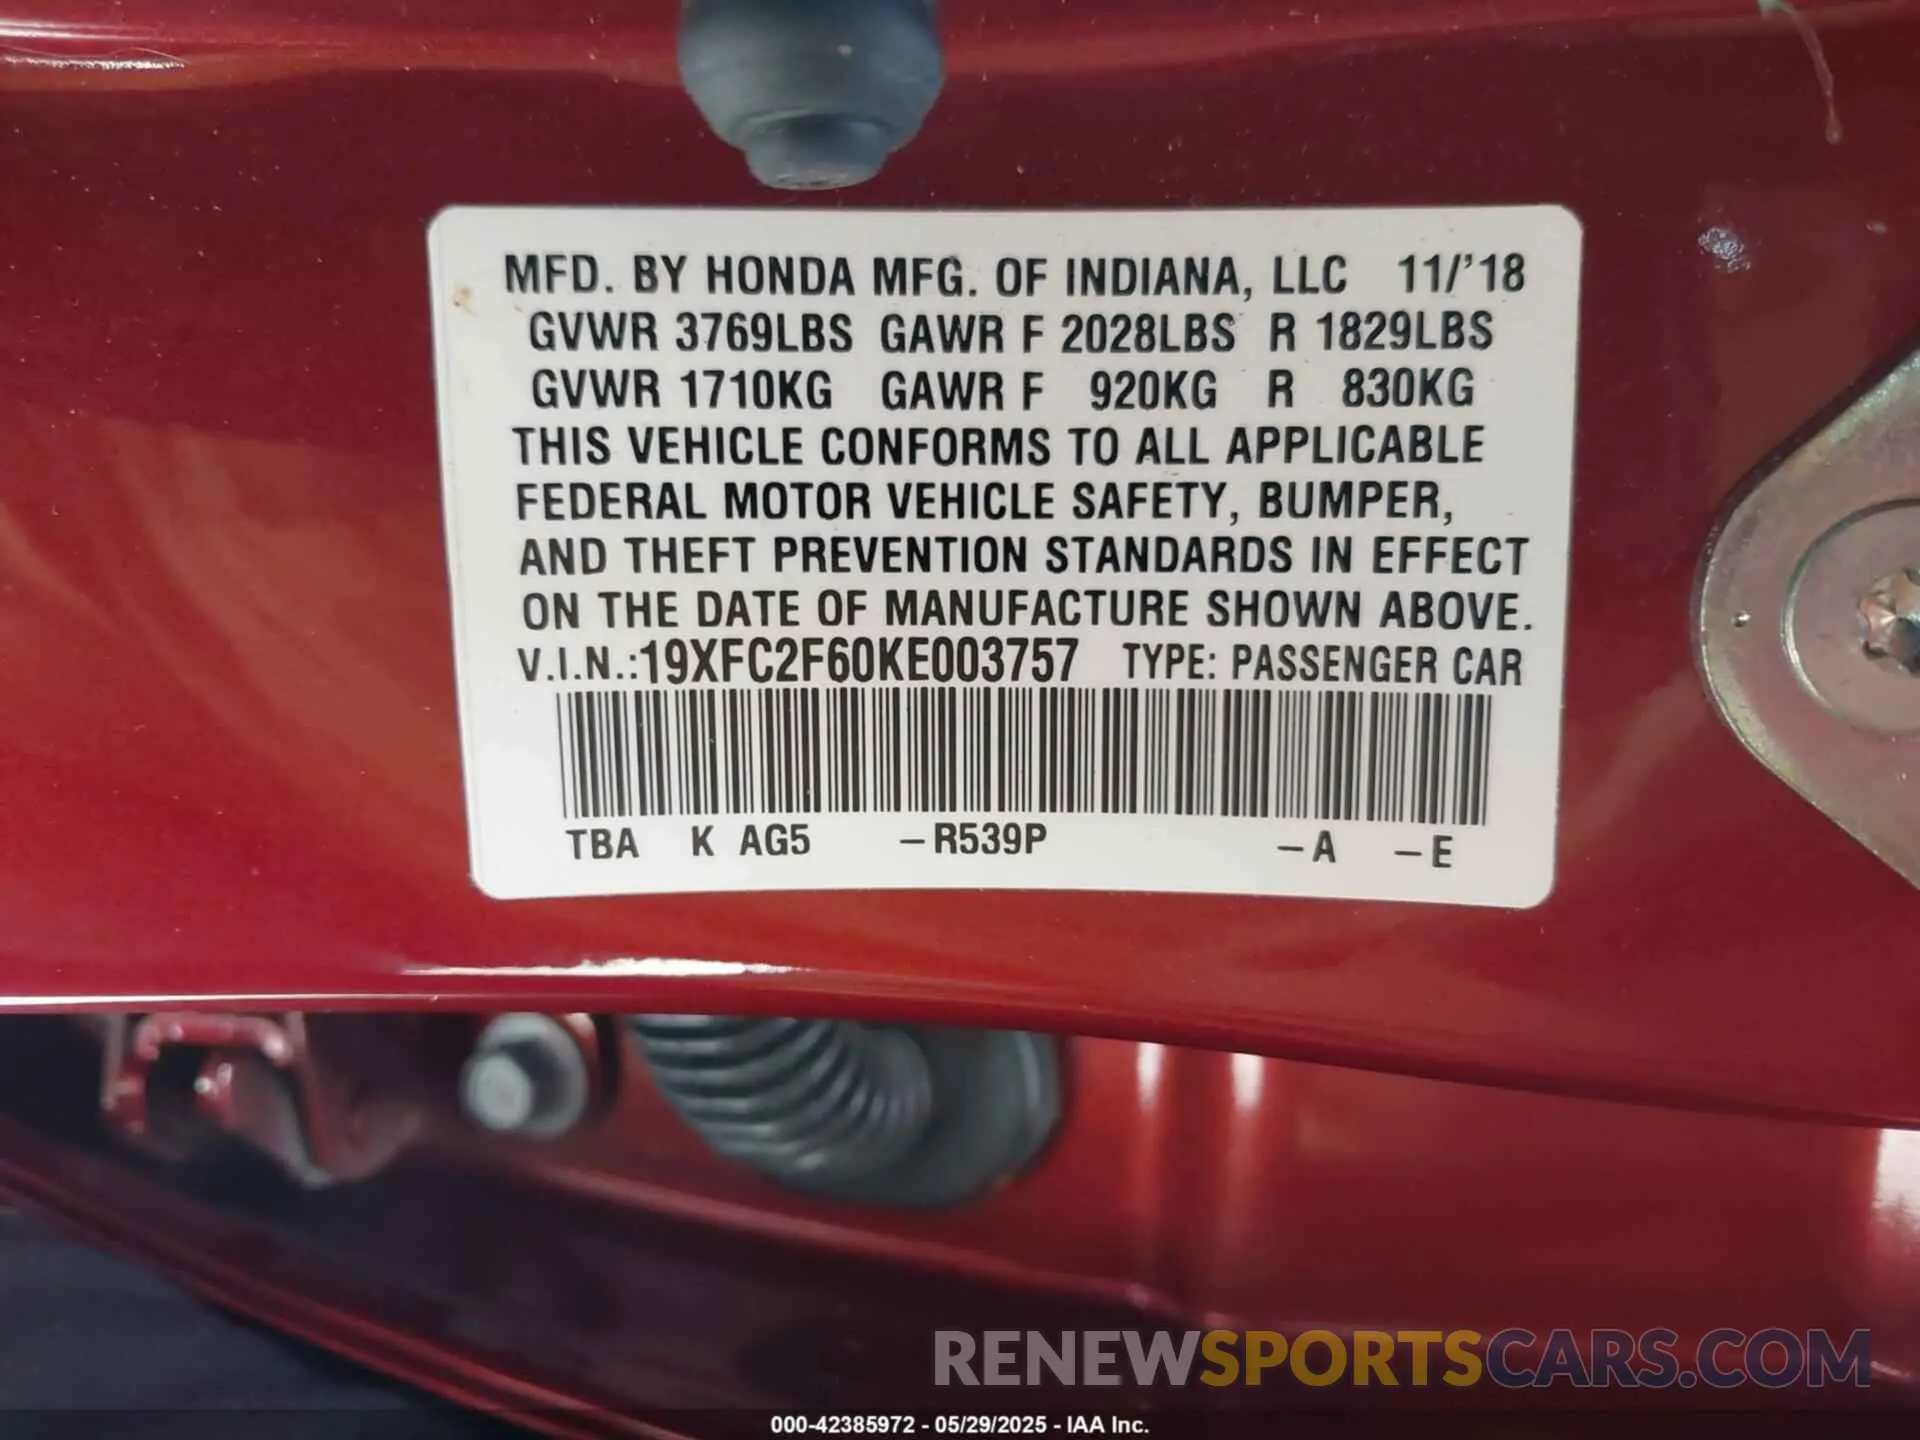 MFD. BY HONDA MFG. OF INDIANA, LLC 11/'18
GVWR 3769LBS GAWR F 2028LBS R 1829LBS
GVWR 1710KG GAWR F 920KG R 830KG
THIS VEHICLE CONFORMS TO ALL APPLICABLE
FEDERAL MOTOR VEHICLE SAFETY, BUMPER,
AND THEFT PREVENTION STANDARDS IN EFFECT
ON THE DATE OF MANUFACTURE SHOWN ABOVE.
V.I.N.:19XFC2F60KE003757 TYPE: PASSENGER CAR
TBA K AG5 –R539P –A –E
RENEWSPORTSCARS.COM
000-42385972 - 05/29/2025 - IAA Inc.